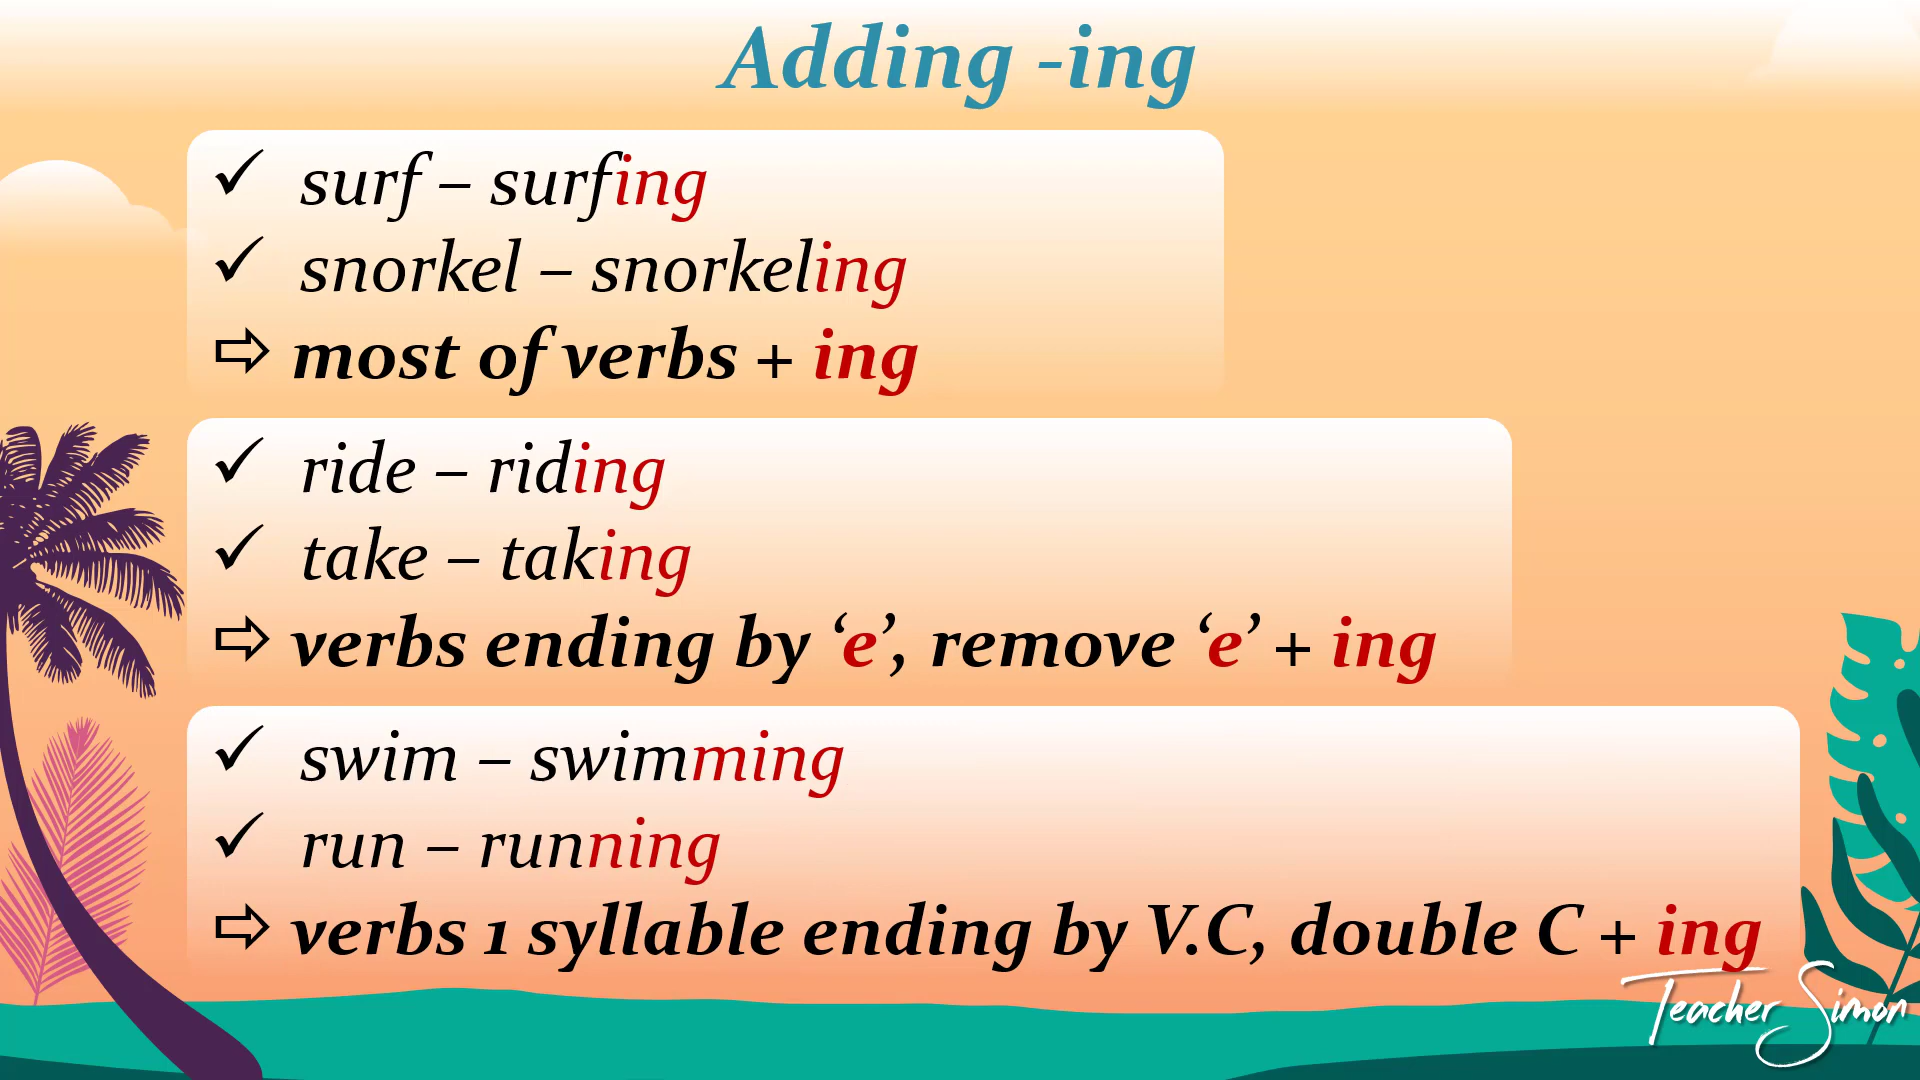 Adding -ing
✓ surf – surfing
✓ snorkel – snorkeling
⇨ most of verbs + ing
✓ ride – riding
✓ take – taking
⇨ verbs ending by ‘e’, remove ‘e’ + ing
✓ swim – swimming
✓ run – running
⇨ verbs 1 syllable ending by V.C, double C + ing
Teacher Simon